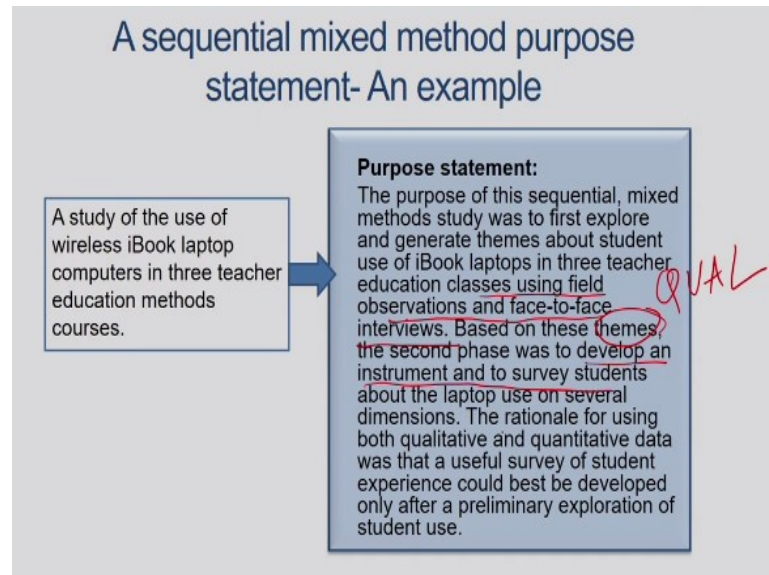 A sequential mixed method purpose
statement- An example
A study of the use of
wireless iBook laptop
computers in three teacher
education methods
courses.
Purpose statement:
The purpose of this sequential, mixed
methods study was to first explore
and generate themes about student
use of iBook laptops in three teacher
education classes using field
observations and face-to-face
interviews. Based on these themes,
the second phase was to develop an
instrument and to survey students
about the laptop use on several
dimensions. The rationale for using
both qualitative and quantitative data
was that a useful survey of student
experience could best be developed
only after a preliminary exploration of
student use.
QUAL